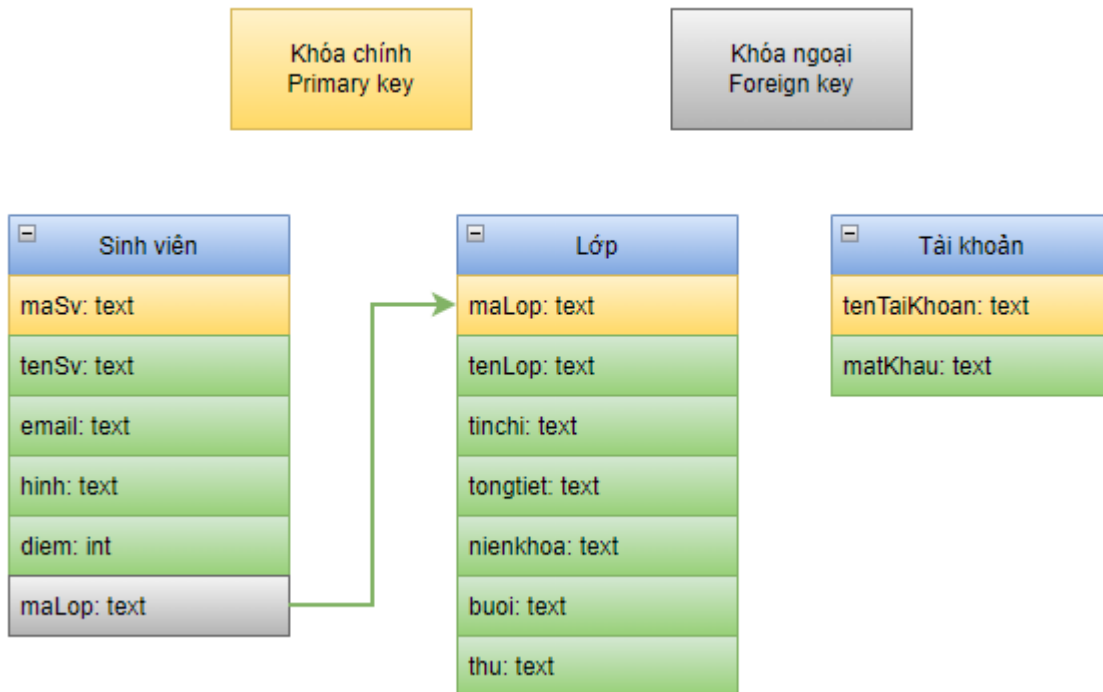 Khóa chính
Primary key
Khóa ngoại
Foreign key
Sinh viên
maSv: text
tenSv: text
email: text
hinh: text
diem: int
maLop: text
Lớp
maLop: text
tenLop: text
tinchi: text
tongtiet: text
nienkhoa: text
buoi: text
thu: text
Tài khoản
tenTaiKhoan: text
matKhau: text